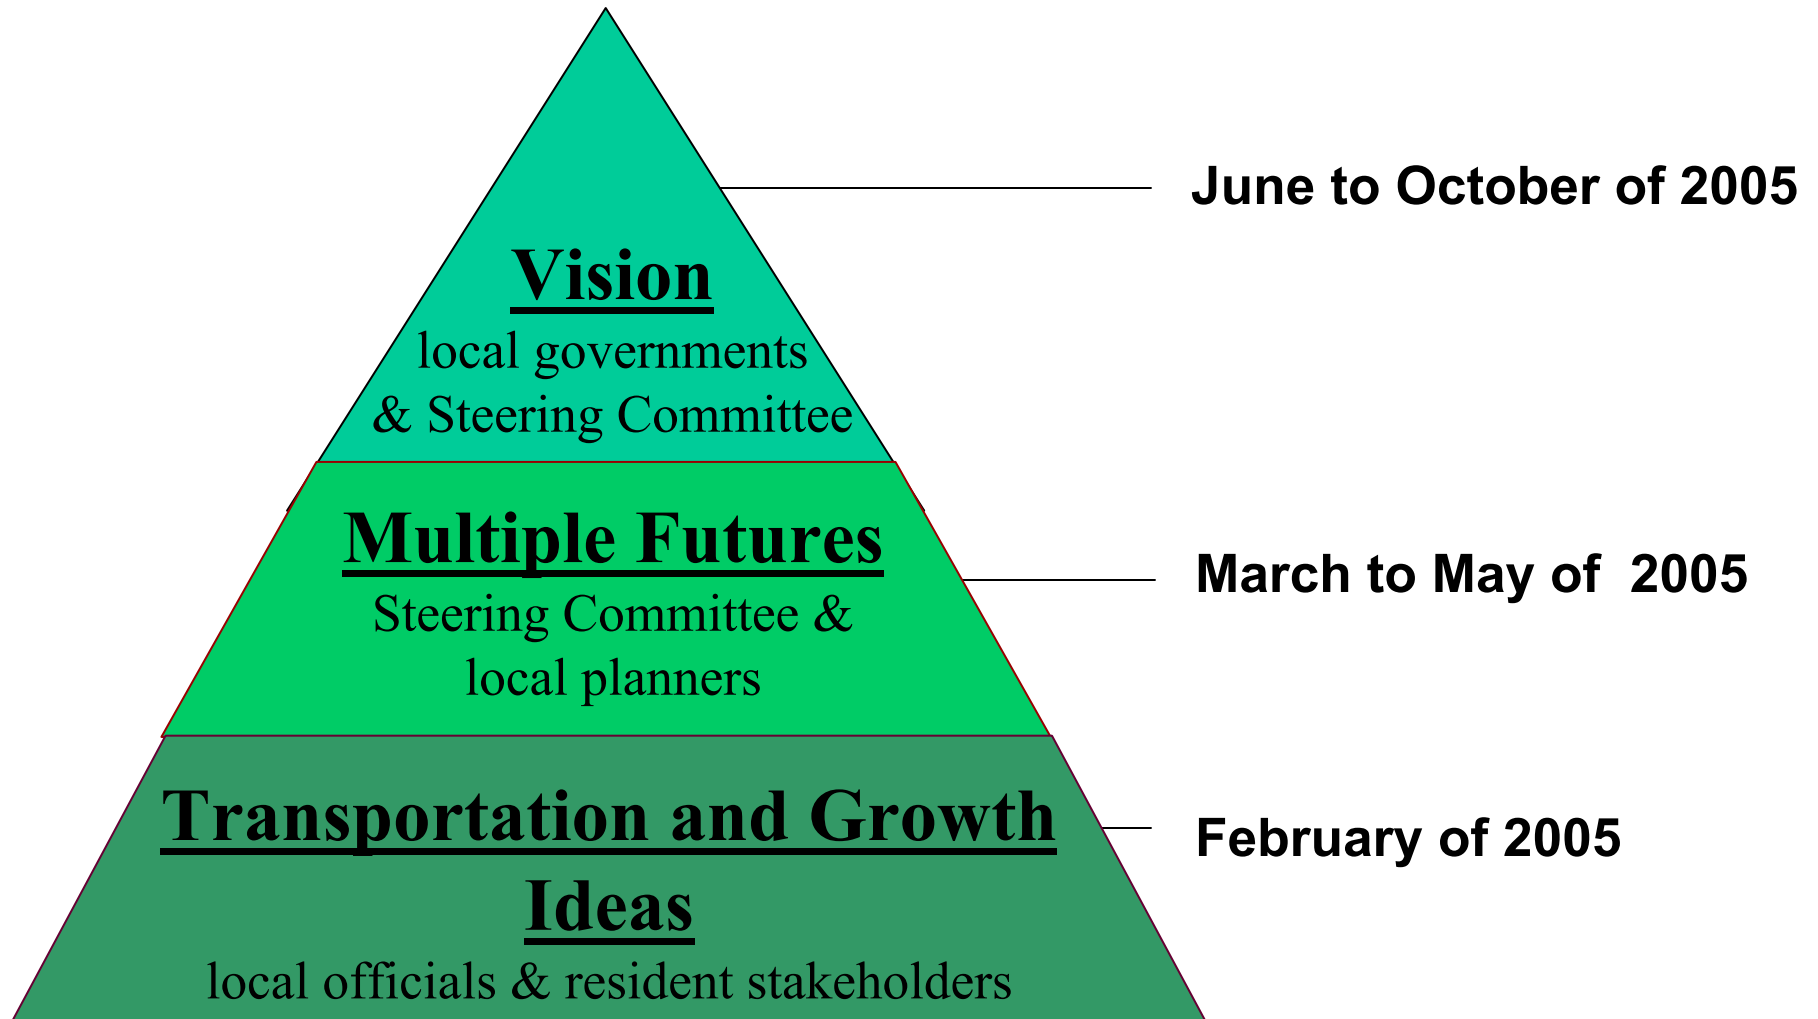 June to October of 2005
Vision
local governments
& Steering Committee
Multiple Futures
Steering Committee &
local planners
March to May of  2005
Transportation and Growth
Ideas
local officials & resident stakeholders
February of 2005